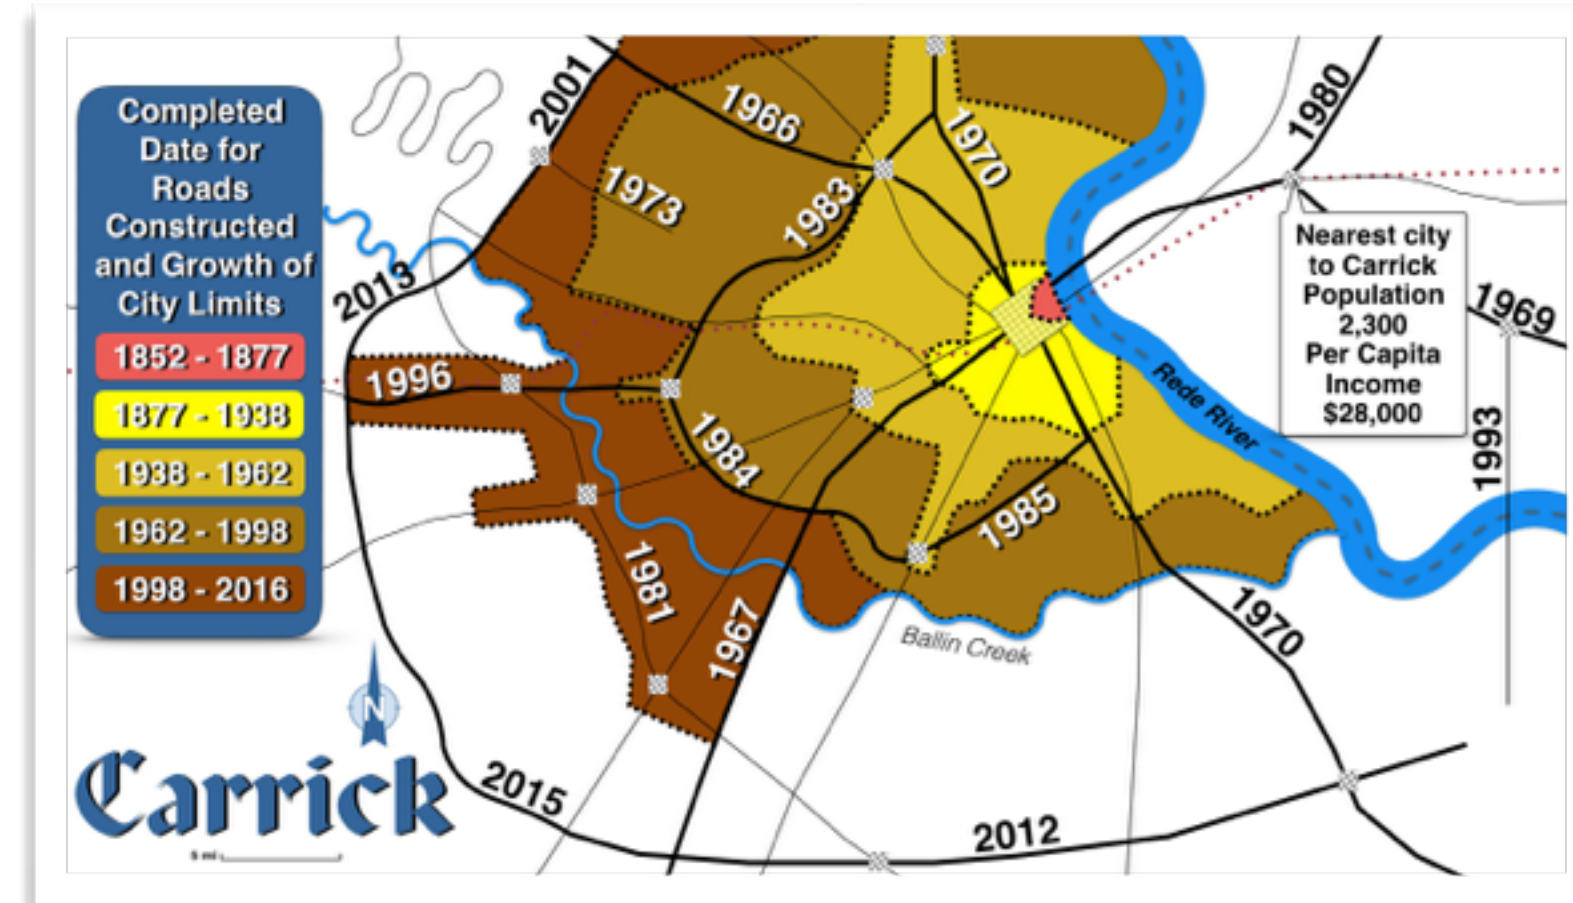 Completed
Date for
Roads
Constructed
and Growth of
City Limits
1852 - 1877
1877 - 1938
1938 - 1962
1962 - 1998
1998 - 2016
2001
1966
1970
1980
1973
1983
2013
Nearest city
to Carrick
Population
2,300
Per Capita
Income
$28,000
1969
1996
Rede River
1984
1993
1985
1981
1967
Ballin Creek
1970
N
Carrick
2015
2012
5 mi